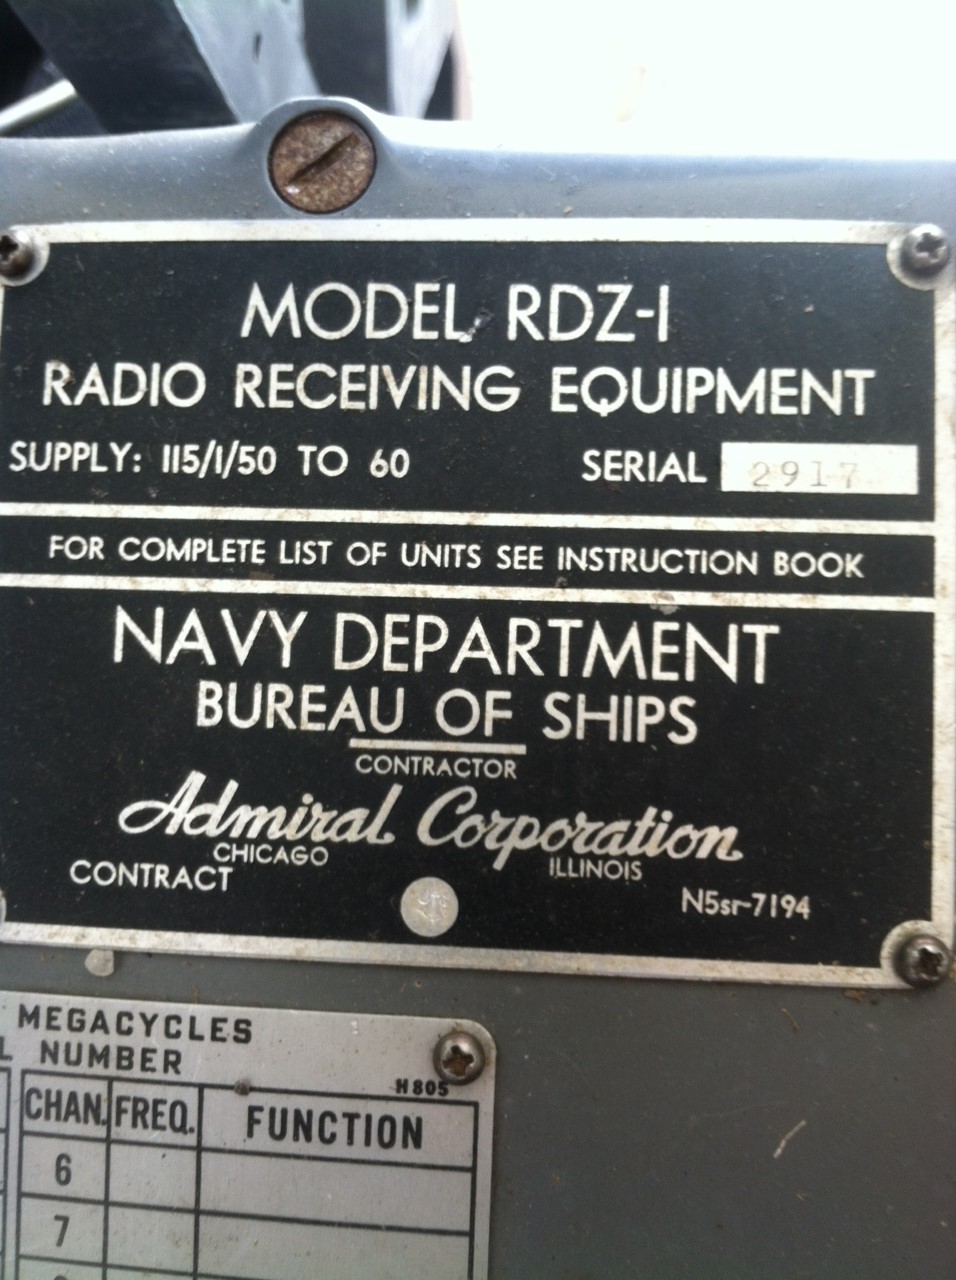 MODEL RDZ-1
RADIO RECEIVING EQUIPMENT
SUPPLY: 115/1/50 TO 60 SERIAL 2917
FOR COMPLETE LIST OF UNITS SEE INSTRUCTION BOOK
NAVY DEPARTMENT
BUREAU OF SHIPS
CONTRACTOR
Admiral Corporation
CHICAGO ILLINOIS
CONTRACT N5sr-7194
MEGACYCLES
NUMBER
H805
CHAN. FREQ. FUNCTION
6
7